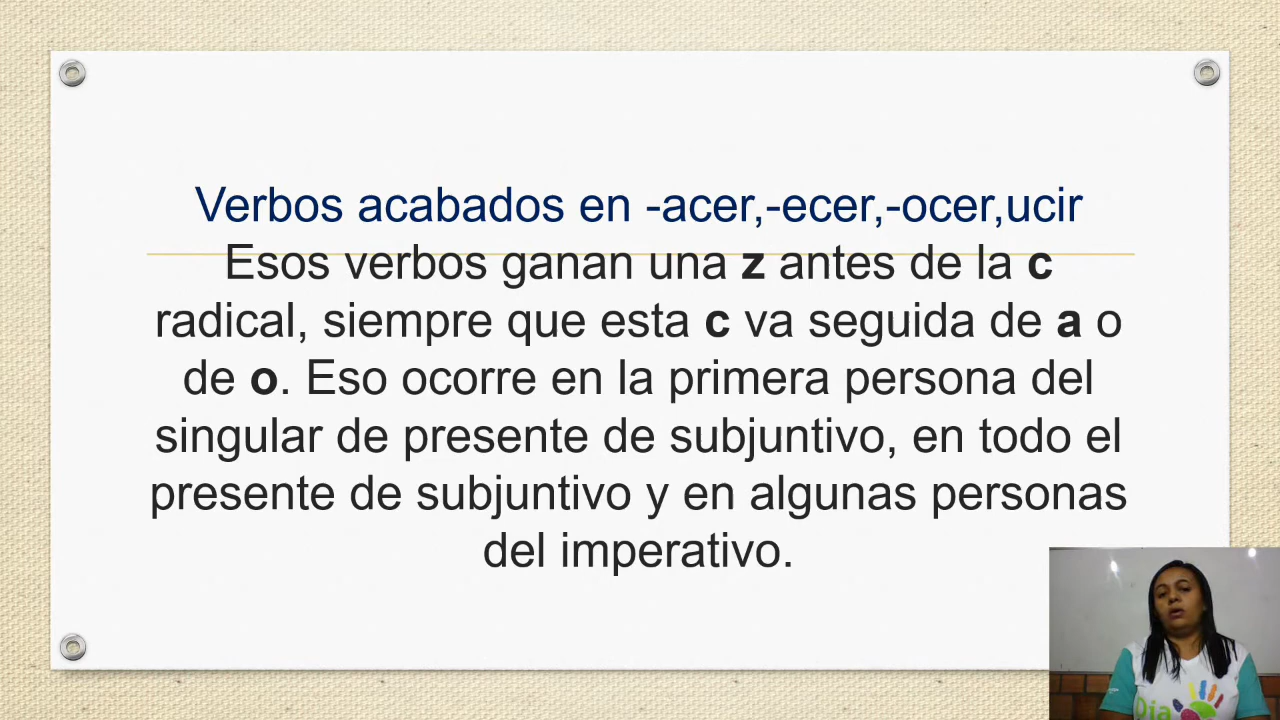 Verbos acabados en -acer,-ecer,-ocer,ucir
Esos verbos ganan una z antes de la c
radical, siempre que esta c va seguida de a o
de o. Eso ocorre en la primera persona del
singular de presente de subjuntivo, en todo el
presente de subjuntivo y en algunas personas
del imperativo.
Dia